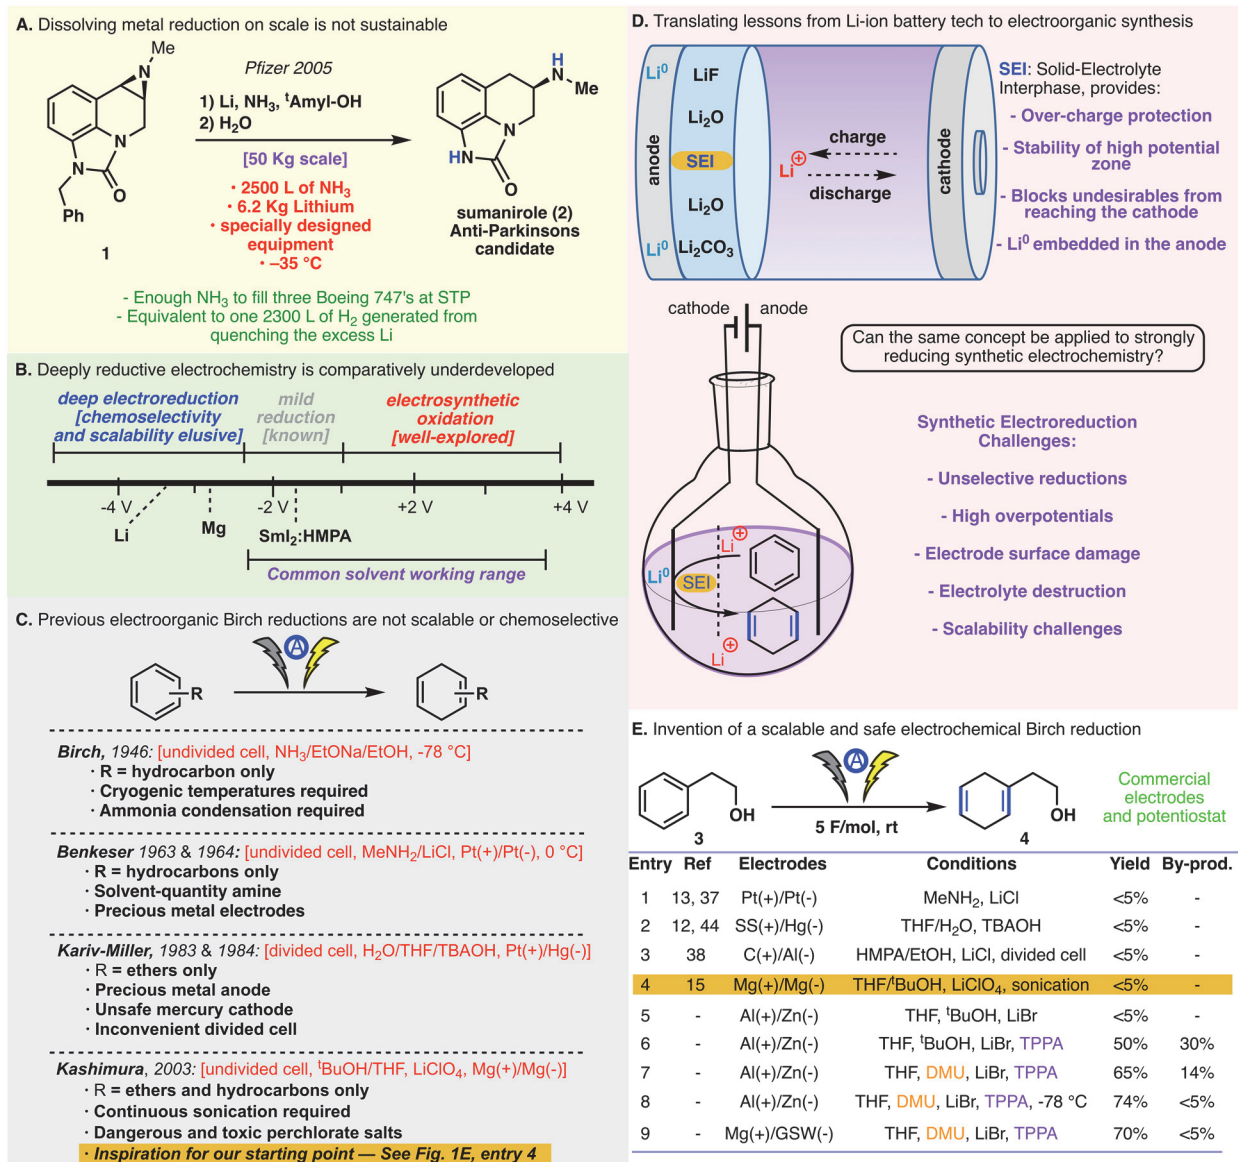 A. Dissolving metal reduction on scale is not sustainable
Me
N
N
N
O
Ph
1
Pfizer 2005
1) Li, NH3, tAmyl-OH
2) H2O
[50 Kg scale]
· 2500 L of NH3
· 6.2 Kg Lithium
· specially designed
equipment
· –35 °C
H
N
Me
N
HN
O
sumanirole (2)
Anti-Parkinsons
candidate
- Enough NH3 to fill three Boeing 747's at STP
- Equivalent to one 2300 L of H2 generated from
quenching the excess Li
B. Deeply reductive electrochemistry is comparatively underdeveloped
deep electroreduction
[chemoselectivity
and scalability elusive]
mild
reduction
[known]
electrosynthetic
oxidation
[well-explored]
-4 V
-2 V
+2 V
+4 V
Li
Mg
SmI2:HMPA
Common solvent working range
C. Previous electroorganic Birch reductions are not scalable or chemoselective
A
R
R
Birch, 1946: [undivided cell, NH3/EtONa/EtOH, -78 °C]
· R = hydrocarbon only
· Cryogenic temperatures required
· Ammonia condensation required
Benkeser 1963 & 1964: [undivided cell, MeNH2/LiCl, Pt(+)/Pt(-), 0 °C]
· R = hydrocarbons only
· Solvent-quantity amine
· Precious metal electrodes
Kariv-Miller, 1983 & 1984: [divided cell, H2O/THF/TBAOH, Pt(+)/Hg(-)]
· R = ethers only
· Precious metal anode
· Unsafe mercury cathode
· Inconvenient divided cell
Kashimura, 2003: [undivided cell, tBuOH/THF, LiClO4, Mg(+)/Mg(-)]
· R = ethers and hydrocarbons only
· Continuous sonication required
· Dangerous and toxic perchlorate salts
· Inspiration for our starting point — See Fig. 1E, entry 4
D. Translating lessons from Li-ion battery tech to electroorganic synthesis
Li0
anode
Li0
LiF
Li2O
SEI
Li2O
Li2CO3
charge
Li+
discharge
cathode
SEI: Solid-Electrolyte
Interphase, provides:
- Over-charge protection
- Stability of high potential
zone
- Blocks undesirables from
reaching the cathode
- Li0 embedded in the anode
cathode
anode
Li+
Li0
SEI
Li+
Can the same concept be applied to strongly
reducing synthetic electrochemistry?
Synthetic Electroreduction
Challenges:
- Unselective reductions
- High overpotentials
- Electrode surface damage
- Electrolyte destruction
- Scalability challenges
E. Invention of a scalable and safe electrochemical Birch reduction
OH
3
A
5 F/mol, rt
OH
4
Commercial
electrodes
and potentiostat
Entry Ref Electrodes Conditions Yield By-prod.
1 13, 37 Pt(+)/Pt(-) MeNH2, LiCl <5% -
2 12, 44 SS(+)/Hg(-) THF/H2O, TBAOH <5% -
3 38 C(+)/Al(-) HMPA/EtOH, LiCl, divided cell <5% -
4 15 Mg(+)/Mg(-) THF/tBuOH, LiClO4, sonication <5% -
5 - Al(+)/Zn(-) THF, tBuOH, LiBr <5% -
6 - Al(+)/Zn(-) THF, tBuOH, LiBr, TPPA 50% 30%
7 - Al(+)/Zn(-) THF, DMU, LiBr, TPPA 65% 14%
8 - Al(+)/Zn(-) THF, DMU, LiBr, TPPA, -78 °C 74% <5%
9 - Mg(+)/GSW(-) THF, DMU, LiBr, TPPA 70% <5%